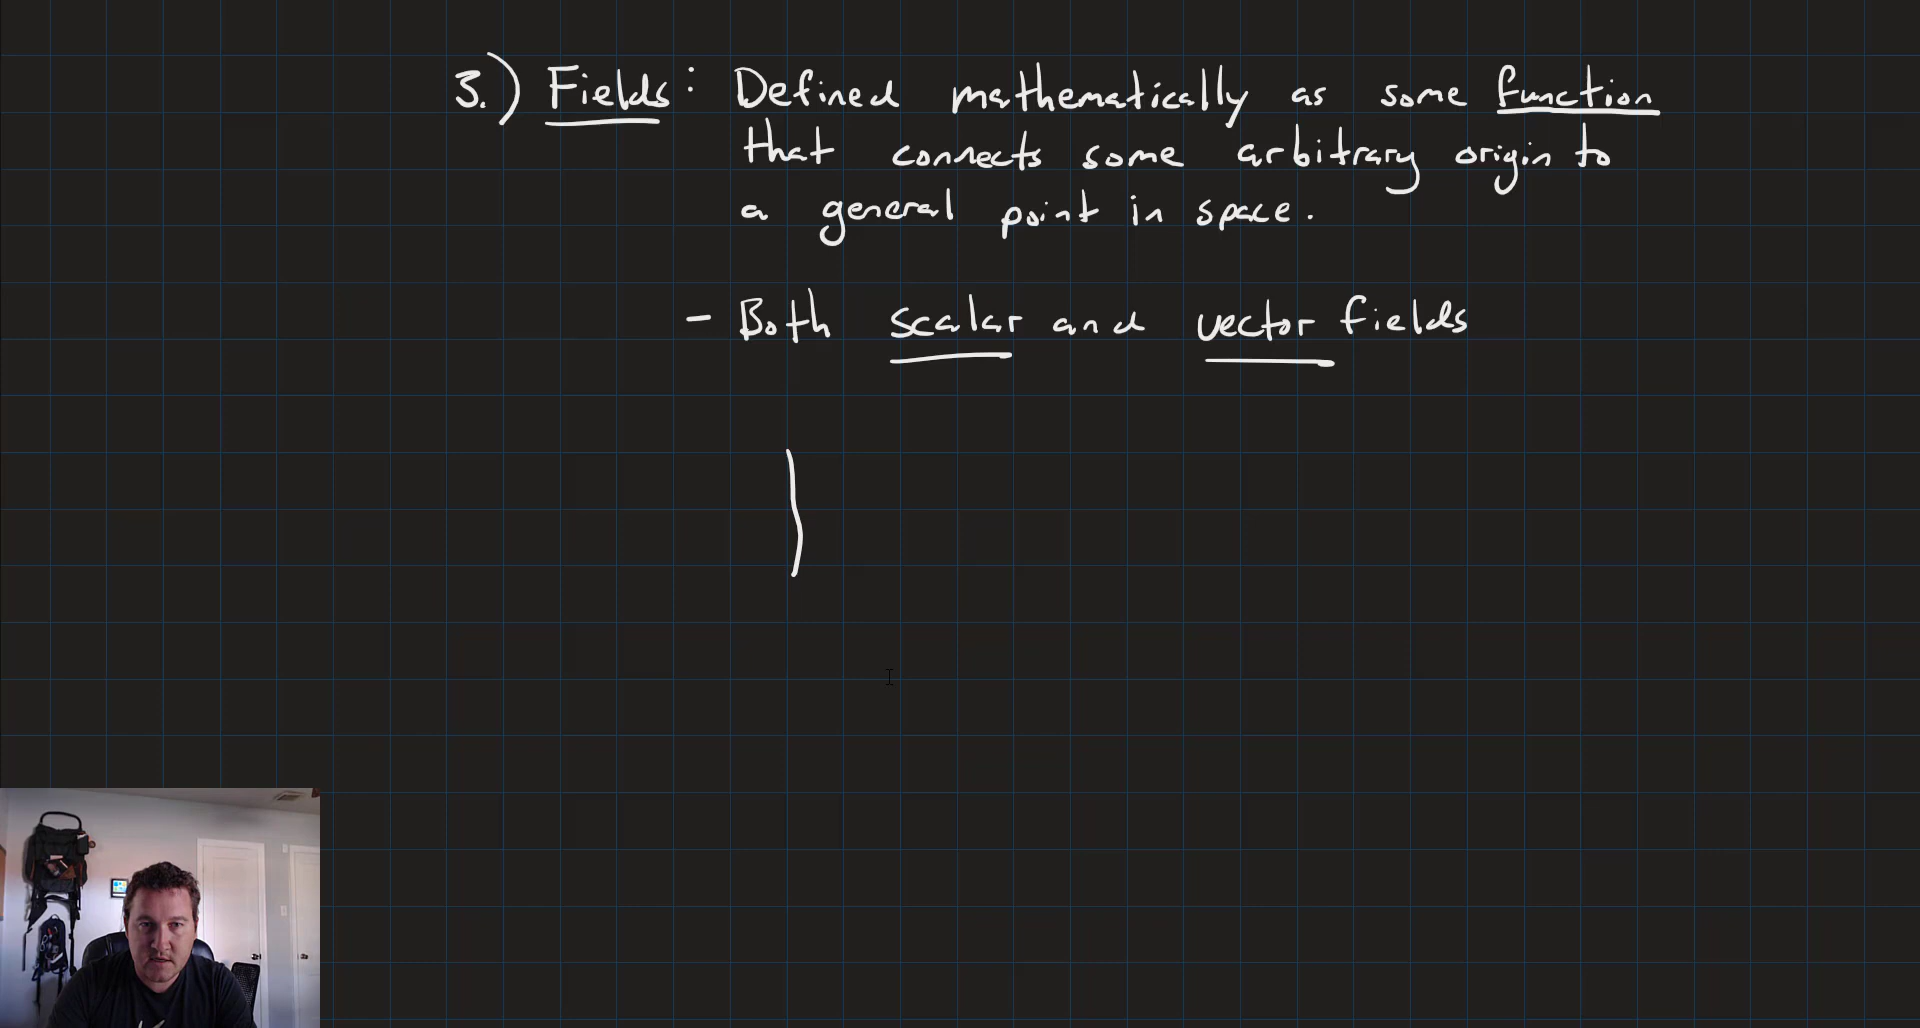 3.) Fields: Defined mathematically as some function
that connects some arbitrary origin to
a general point in space.
- Both scalar and vector fields